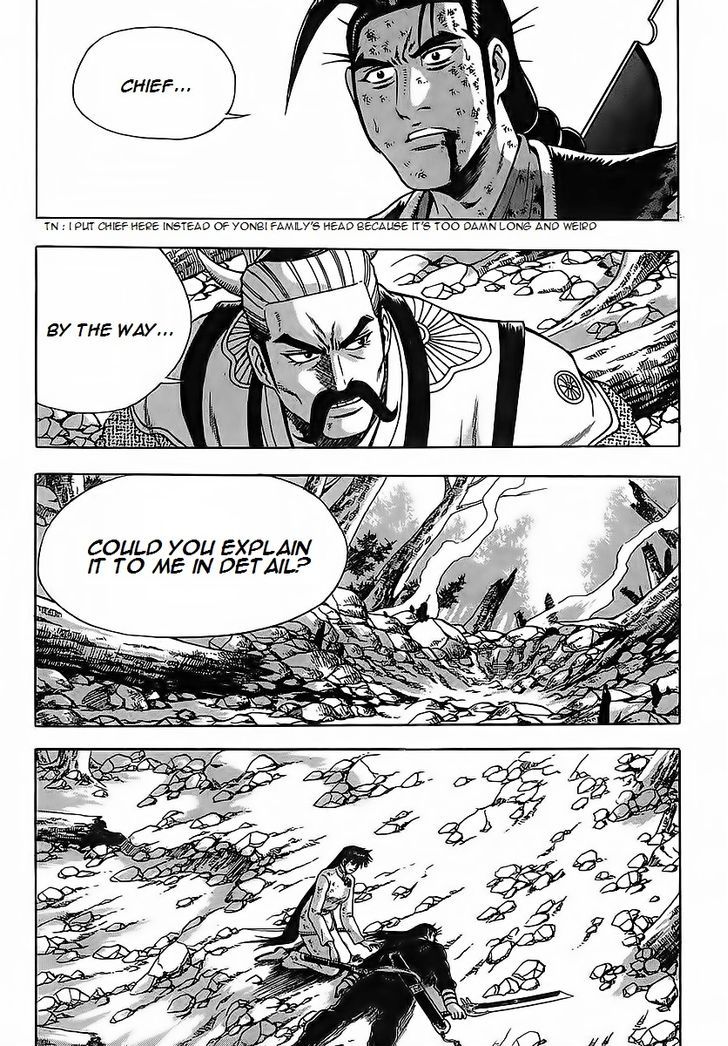 CHIEF...
TN : I PUT CHIEF HERE INSTEAD OF YONBI FAMILY'S HEAD BECAUSE IT'S TOO DAMN LONG AND WEIRD
BY THE WAY...
COULD YOU EXPLAIN
IT TO ME IN DETAIL?